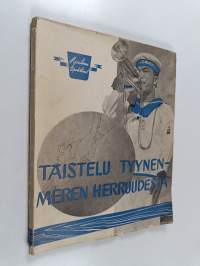 TAISTELU TYYNEN-
MEREN HERRUUDESTA